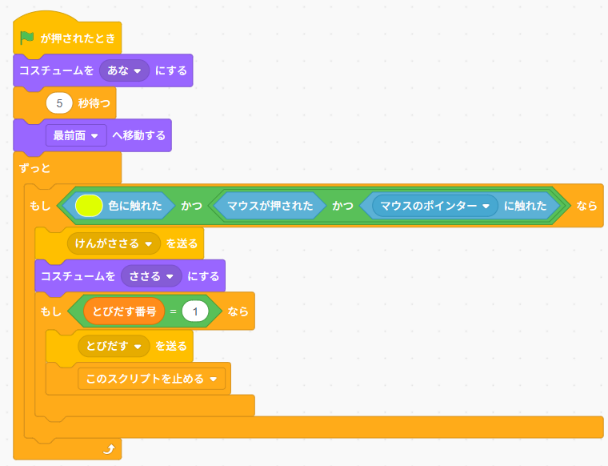 が押されたとき
コスチュームを あな にする
5 秒待つ
最前面 へ移動する
ずっと
もし 色に触れた かつ マウスが押された かつ マウスのポインター に触れた なら
けんがささる を送る
コスチュームを ささる にする
もし とびだす番号 = 1 なら
とびだす を送る
このスクリプトを止める